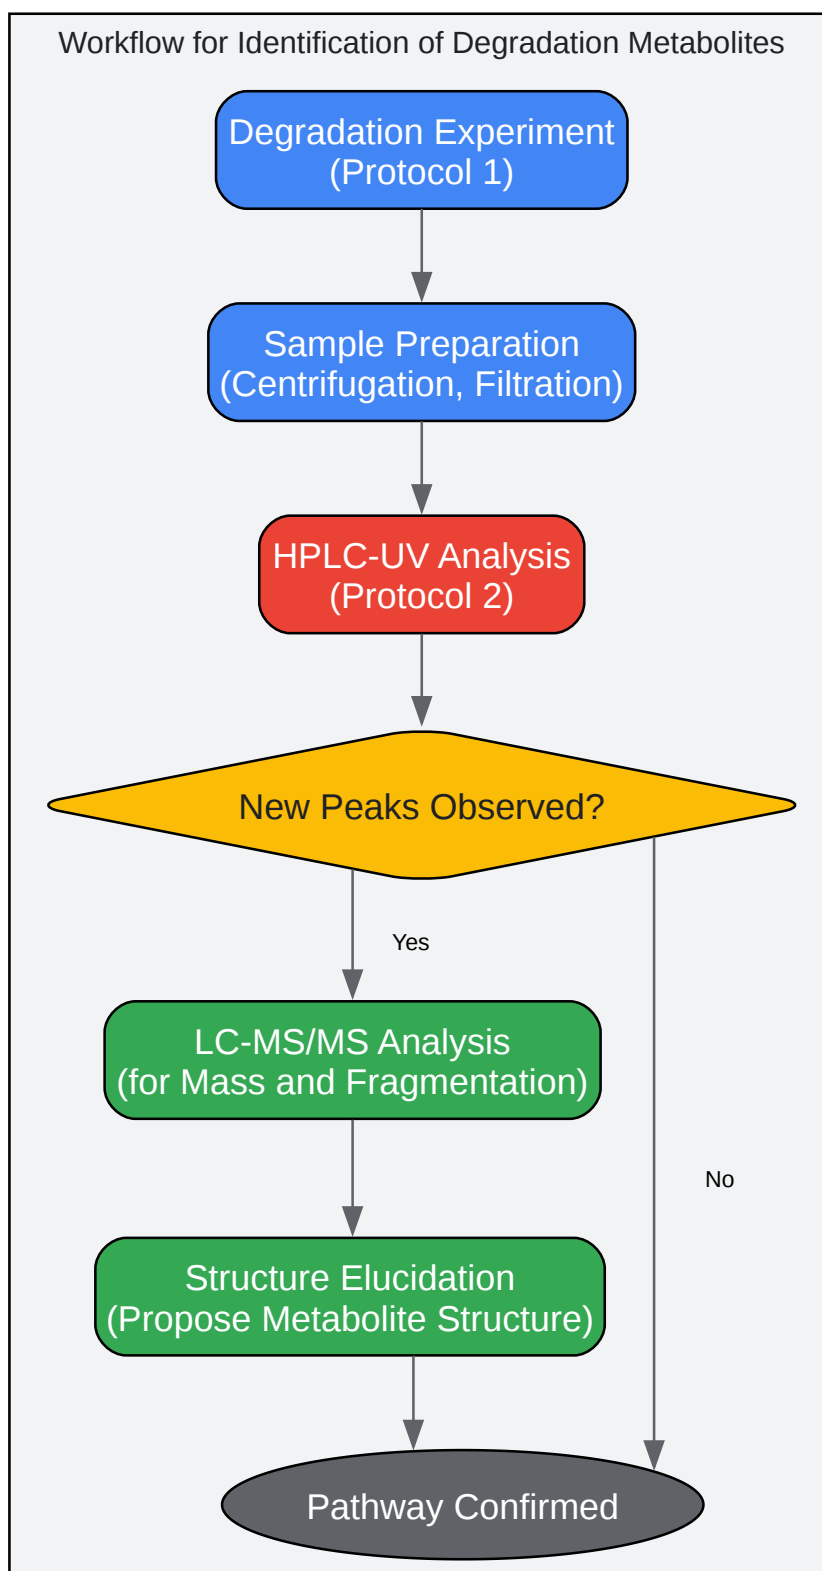 Workflow for Identification of Degradation Metabolites
Degradation Experiment
(Protocol 1)
Sample Preparation
(Centrifugation, Filtration)
HPLC-UV Analysis
(Protocol 2)
New Peaks Observed?
Yes
LC-MS/MS Analysis
(for Mass and Fragmentation)
No
Structure Elucidation
(Propose Metabolite Structure)
Pathway Confirmed